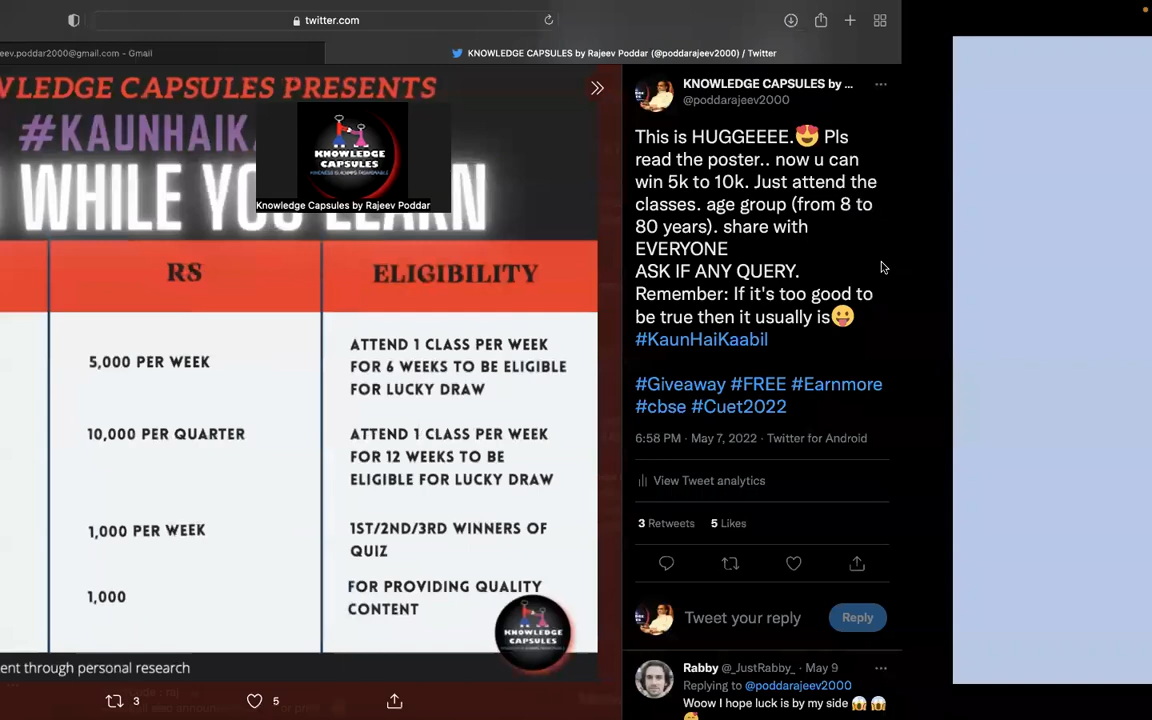 twitter.com
eev.poddar2000@gmail.com - Gmail
KNOWLEDGE CAPSULES by Rajeev Poddar (@poddarajeev2000) / Twitter
WLEDGE CAPSULES PRESENTS
#KAUNHAIKA
WHILE YOU LEARN
KNOWLEDGE
CAPSULES
Knowledge Capsules by Rajeev Poddar
RS
ELIGIBILITY
5,000 PER WEEK
ATTEND 1 CLASS PER WEEK
FOR 6 WEEKS TO BE ELIGIBLE
FOR LUCKY DRAW
10,000 PER QUARTER
ATTEND 1 CLASS PER WEEK
FOR 12 WEEKS TO BE
ELIGIBLE FOR LUCKY DRAW
1,000 PER WEEK
1ST/2ND/3RD WINNERS OF
QUIZ
1,000
FOR PROVIDING QUALITY
CONTENT
KNOWLEDGE
CAPSULES
ent through personal research
3
5
KNOWLEDGE CAPSULES by ...
@poddarajeev2000
This is HUGGEEEE.😍 Pls
read the poster.. now u can
win 5k to 10k. Just attend the
classes. age group (from 8 to
80 years). share with
EVERYONE
ASK IF ANY QUERY.
Remember: If it's too good to
be true then it usually is😛
#KaunHaiKaabil
#Giveaway #FREE #Earnmore
#cbse #Cuet2022
6:58 PM · May 7, 2022 · Twitter for Android
View Tweet analytics
3 Retweets 5 Likes
Tweet your reply
Reply
Rabby @_JustRabby_ · May 9
Replying to @poddarajeev2000
Woow I hope luck is by my side 😱 😱